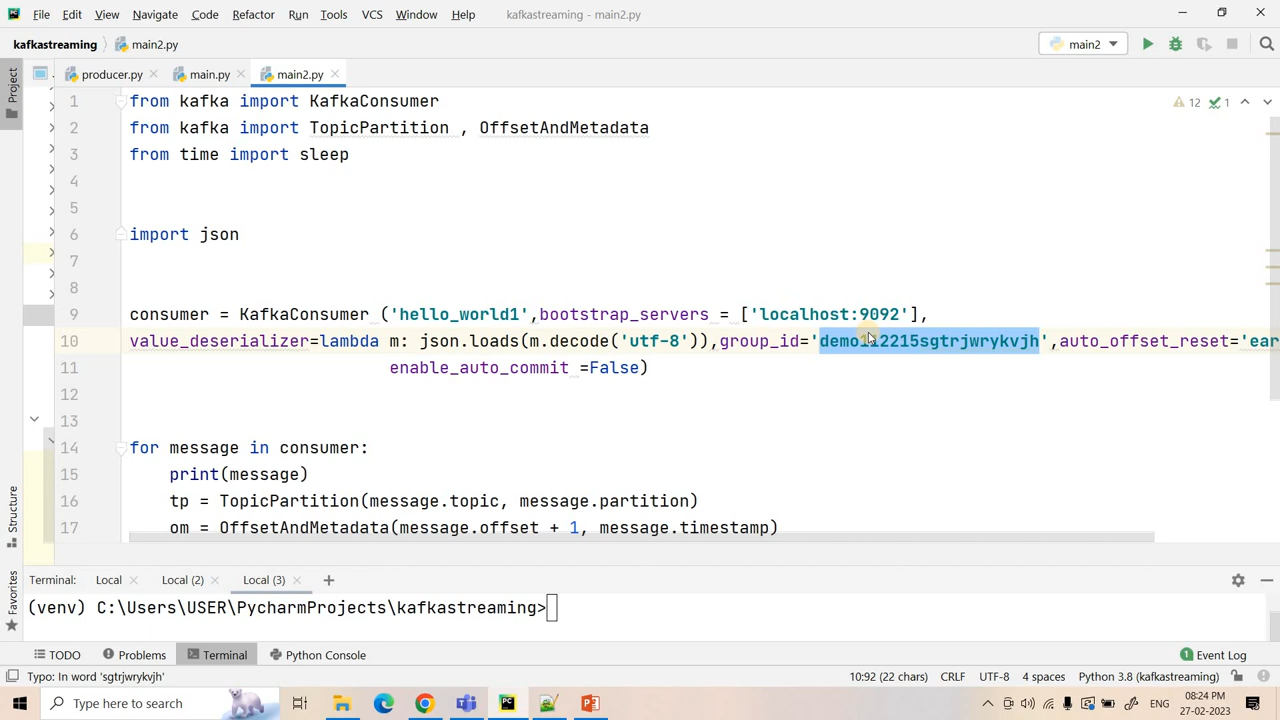 File Edit View Navigate Code Refactor Run Tools VCS Window Help kafkastreaming - main2.py
kafkastreaming main2.py main2
Project producer.py main.py main2.py
1 from kafka import KafkaConsumer 12 1
2 from kafka import TopicPartition , OffsetAndMetadata
3 from time import sleep
4
5
6 import json
7
8
9 consumer = KafkaConsumer ('hello_world1',bootstrap_servers = ['localhost:9092'],
10 value_deserializer=lambda m: json.loads(m.decode('utf-8')),group_id='demo112215sgtrjwrykvjh',auto_offset_reset='ear
11 enable_auto_commit =False)
12
13
14 for message in consumer:
15 print(message)
16 tp = TopicPartition(message.topic, message.partition)
17 om = OffsetAndMetadata(message.offset + 1, message.timestamp)
Structure
Favorites
Terminal: Local Local (2) Local (3) +
(venv) C:\Users\USER\PycharmProjects\kafkastreaming>
TODO Problems Terminal Python Console 1 Event Log
Typo: In word 'sgtrjwrykvjh' 10:92 (22 chars) CRLF UTF-8 4 spaces Python 3.8 (kafkastreaming)
Type here to search ENG 08:24 PM
27-02-2023